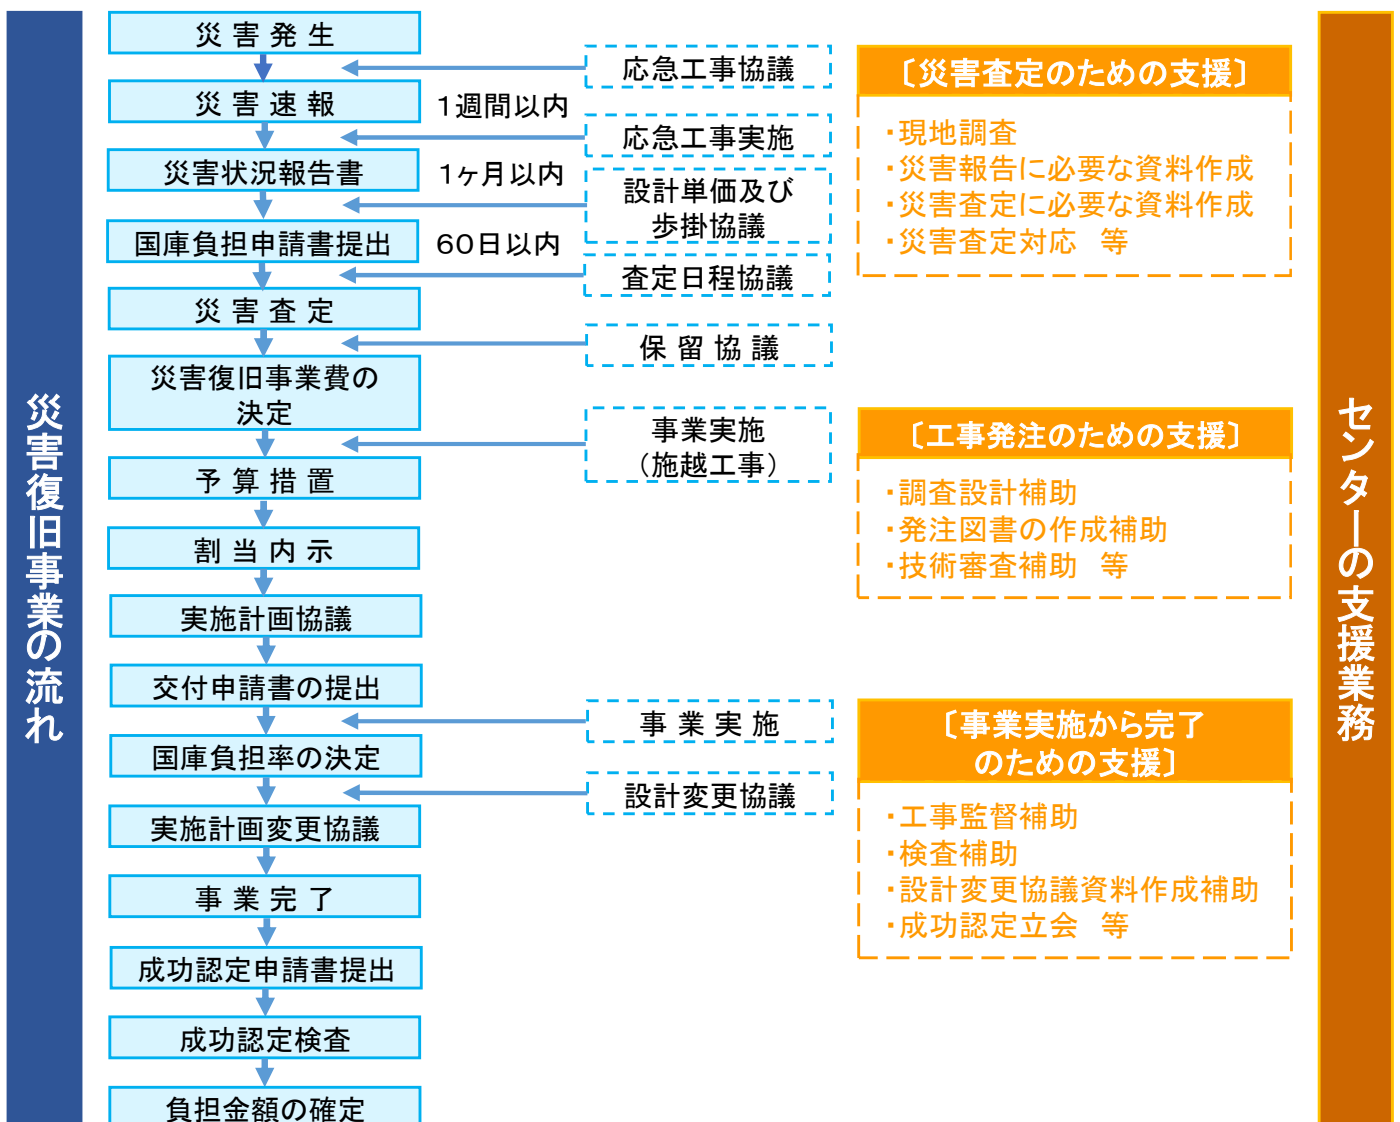 災害復旧事業の流れ
災 害 発 生
災 害 速 報
1週間以内
災害状況報告書
1ヶ月以内
国庫負担申請書提出
60日以内
災 害 査 定
災害復旧事業費の
決定
予 算 措 置
割 当 内 示
実施計画協議
交付申請書の提出
国庫負担率の決定
実施計画変更協議
事 業 完 了
成功認定申請書提出
成功認定検査
負担金額の確定
応急工事協議
応急工事実施
設計単価及び
歩掛協議
査定日程協議
保 留 協 議
事業実施
（施越工事）
事 業 実 施
設計変更協議
〔災害査定のための支援〕
・現地調査
・災害報告に必要な資料作成
・災害査定に必要な資料作成
・災害査定対応　等
〔工事発注のための支援〕
・調査設計補助
・発注図書の作成補助
・技術審査補助　等
〔事業実施から完了
のための支援〕
・工事監督補助
・検査補助
・設計変更協議資料作成補助
・成功認定立会　等
センターの支援業務